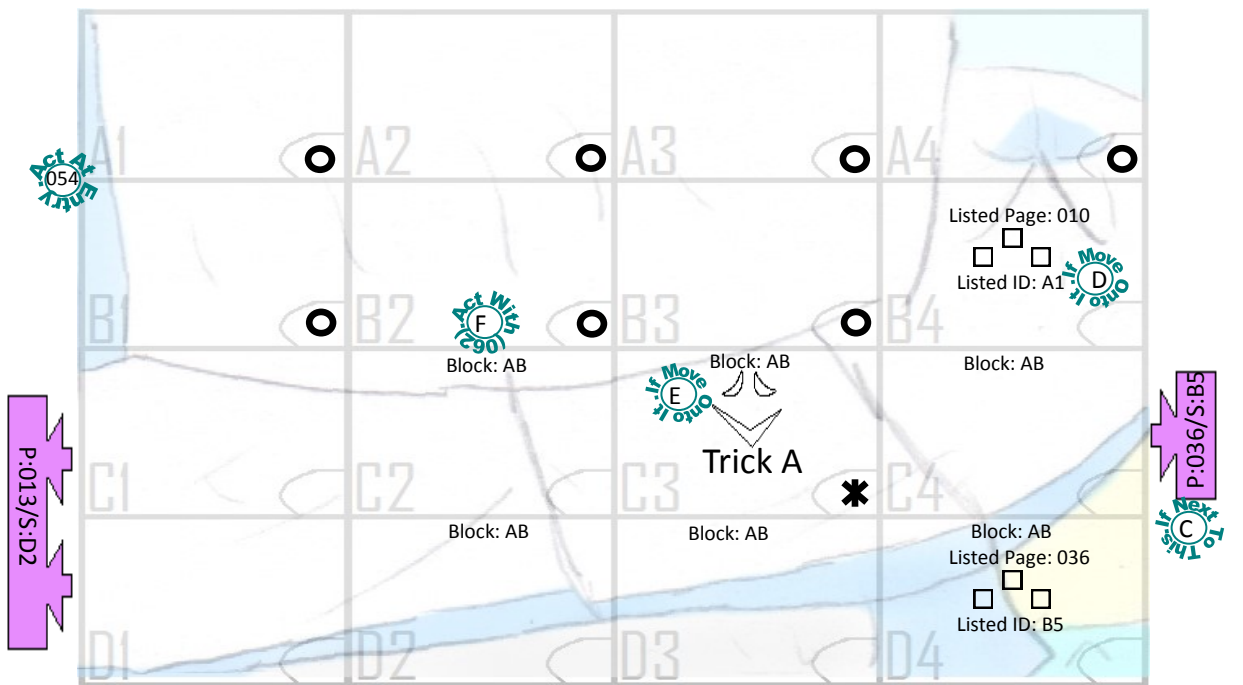 A1
A2
A3
A4
Act At Entry.
054
Listed Page: 010
Listed ID: A1
If Move Onto It.
D
B1
B2
B3
B4
Act With (062).
F
Block: AB
Block: AB
Block: AB
If Move Onto It.
E
Trick A
P:013/S:D2
P:036/S:B5
C1
C2
C3
C4
If Next To This.
C
Block: AB
Block: AB
Block: AB
Listed Page: 036
Listed ID: B5
D1
D2
D3
D4